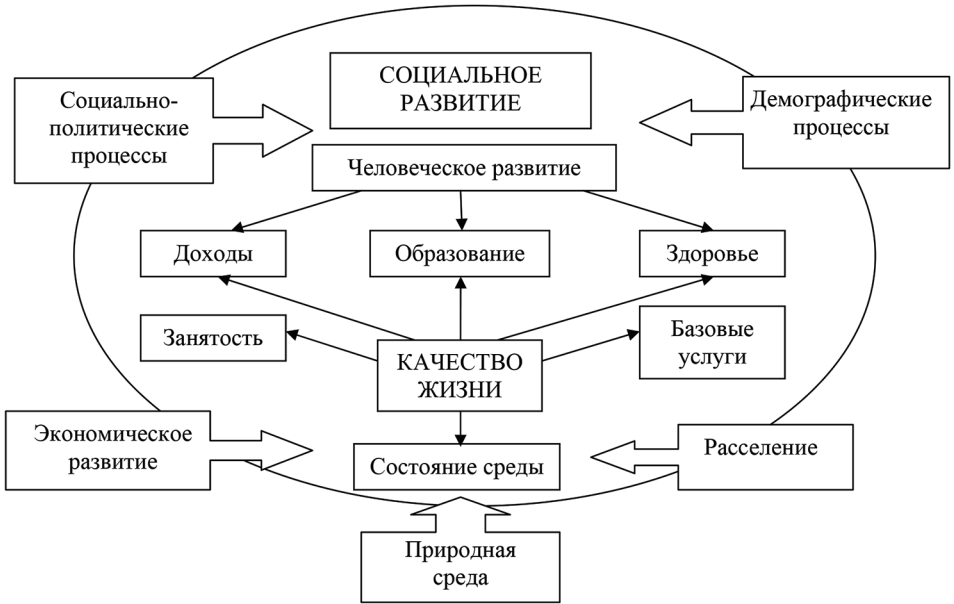 СОЦИАЛЬНОЕ
РАЗВИТИЕ
Социально-
политические
процессы
Демографические
процессы
Человеческое развитие
Доходы
Образование
Здоровье
Занятость
Базовые
услуги
КАЧЕСТВО
ЖИЗНИ
Экономическое
развитие
Состояние среды
Расселение
Природная
среда